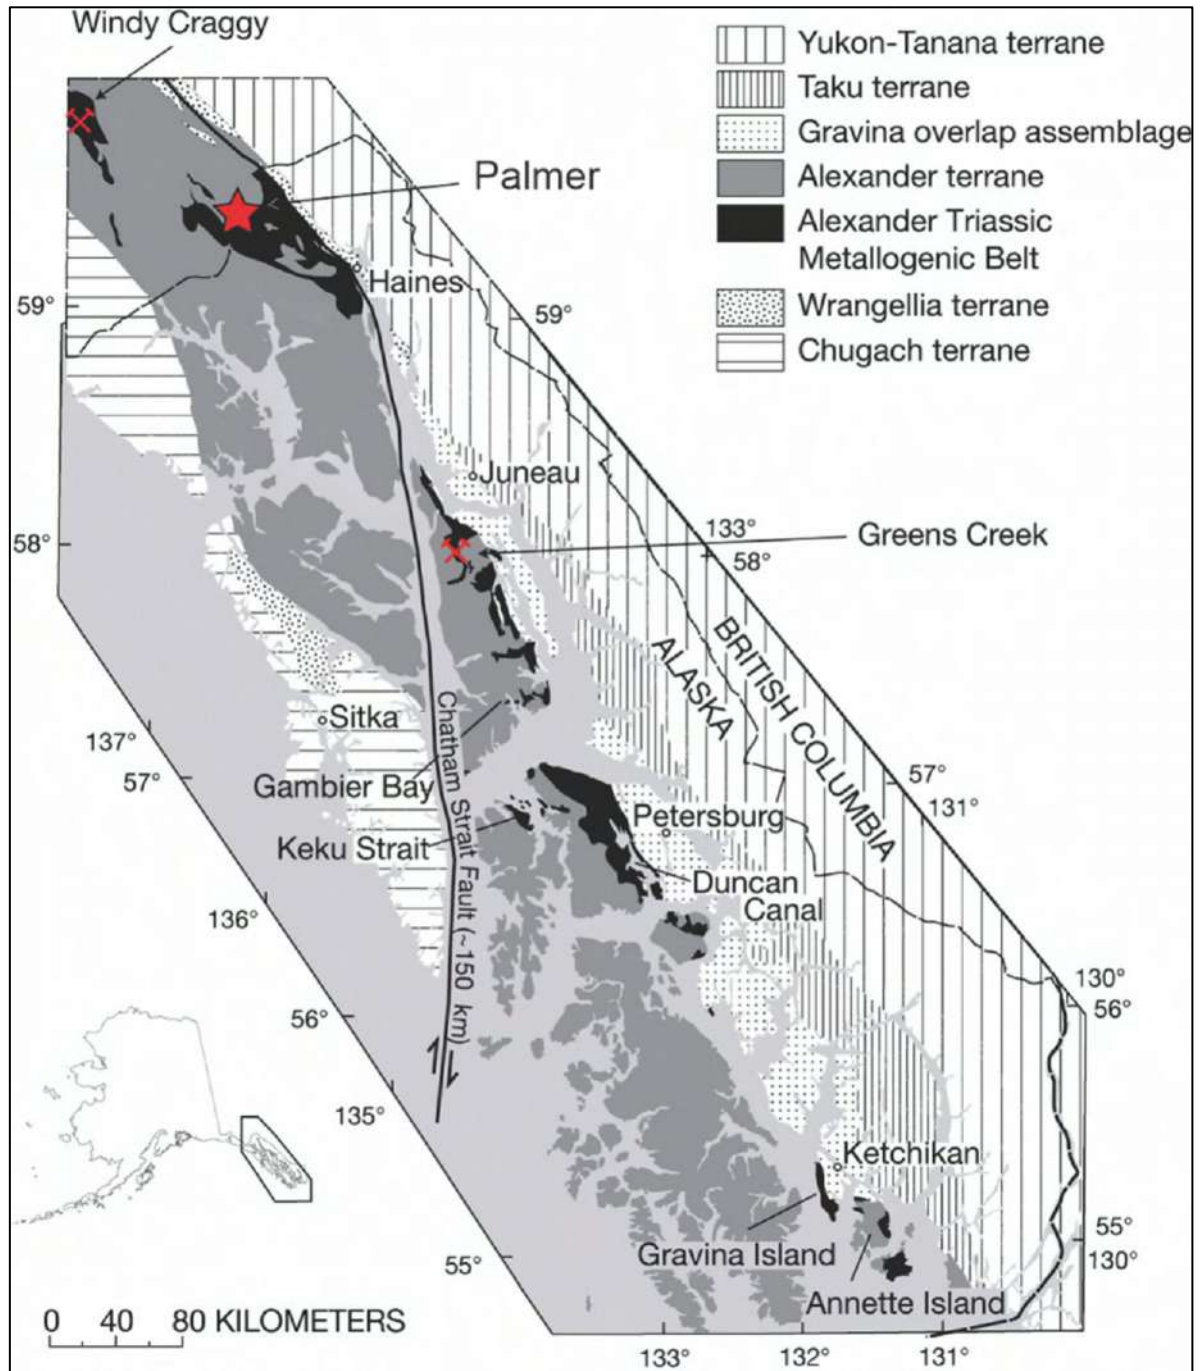 Windy Craggy
Yukon-Tanana terrane
Taku terrane
Gravina overlap assemblage
Alexander terrane
Alexander Triassic
Metallogenic Belt
Wrangellia terrane
Chugach terrane
Palmer
Haines
59°
59°
Juneau
133°
58°
Greens Creek
58°
ALASKA
BRITISH COLUMBIA
Sitka
137°
57°
Gambier Bay
Chatham Strait Fault (~150 km)
57°
131°
Petersburg
Keku Strait
Duncan
Canal
136°
130°
56°
56°
135°
Ketchikan
55°
130°
Gravina Island
55°
Annette Island
0 40 80 KILOMETERS
133° 132° 131°